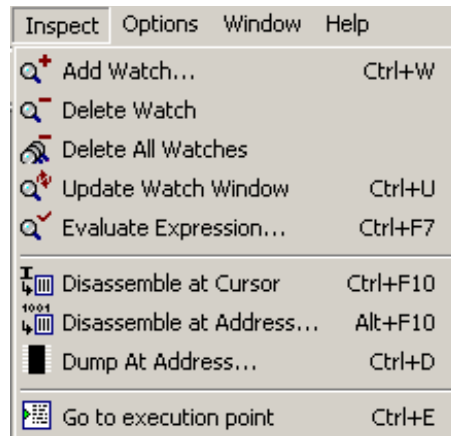 Inspect Options Window Help
Add Watch... Ctrl+W
Delete Watch
Delete All Watches
Update Watch Window Ctrl+U
Evaluate Expression... Ctrl+F7
Disassemble at Cursor Ctrl+F10
Disassemble at Address... Alt+F10
Dump At Address... Ctrl+D
Go to execution point Ctrl+E